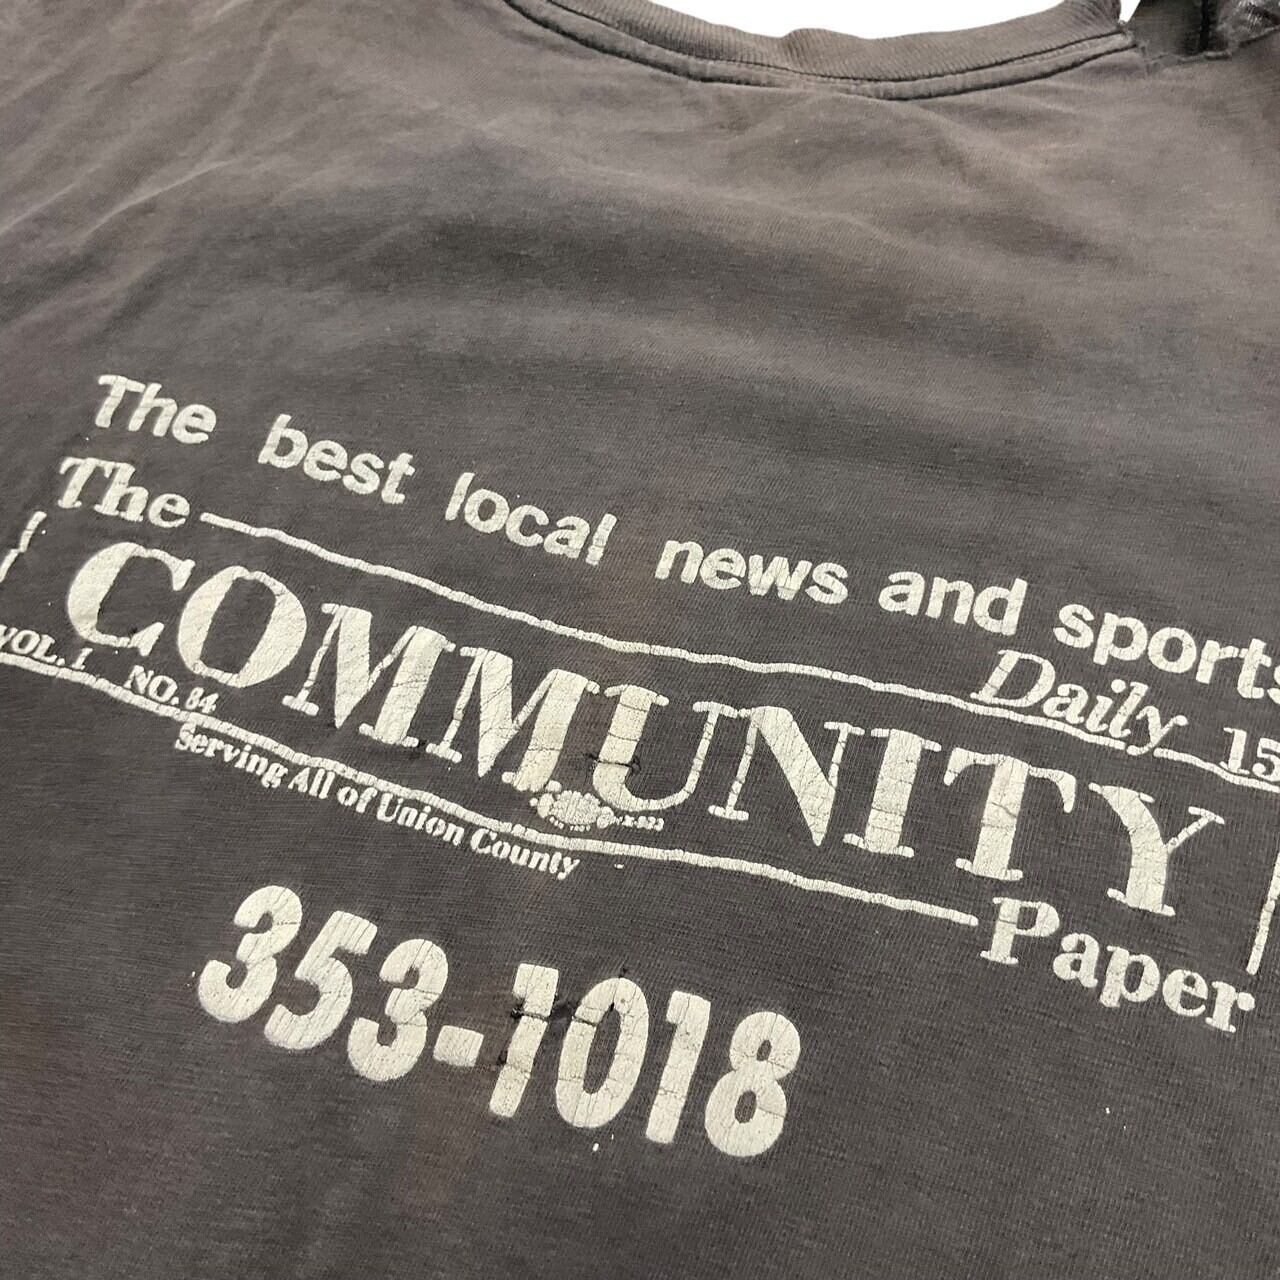 The best local news and sports
The Daily 15
COMMUNITY
VOL. 1 NO. 84
Paper
Serving All of Union County
353-1018